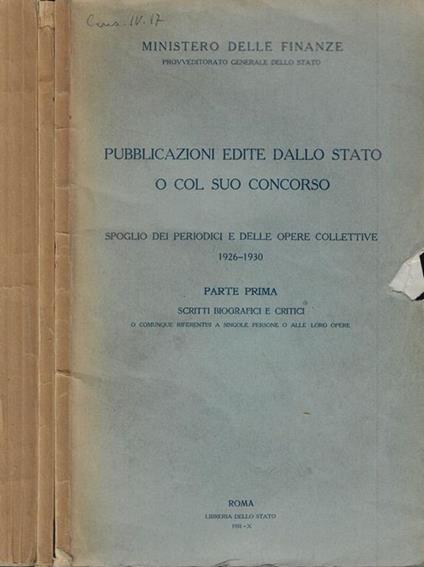 Cons. IV. 17
MINISTERO DELLE FINANZE
PROVVEDITORATO GENERALE DELLO STATO
PUBBLICAZIONI EDITE DALLO STATO
O COL SUO CONCORSO
SPOGLIO DEI PERIODICI E DELLE OPERE COLLETTIVE
1926-1930
PARTE PRIMA
SCRITTI BIOGRAFICI E CRITICI
O COMUNQUE RIFERENTISI A SINGOLE PERSONE O ALLE LORO OPERE
ROMA
LIBRERIA DELLO STATO
1931-X